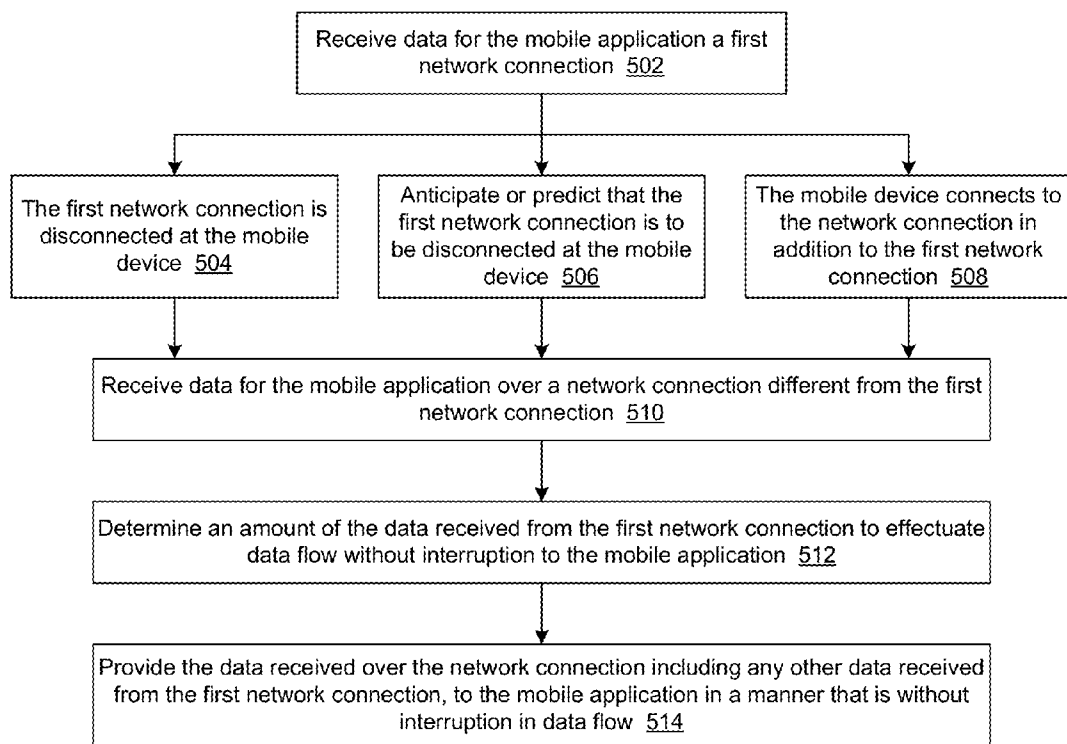 Receive data for the mobile application a first
network connection 502
The first network connection is
disconnected at the mobile
device 504
Anticipate or predict that the
first network connection is to
be disconnected at the mobile
device 506
The mobile device connects to
the network connection in
addition to the first network
connection 508
Receive data for the mobile application over a network connection different from the first
network connection 510
Determine an amount of the data received from the first network connection to effectuate
data flow without interruption to the mobile application 512
Provide the data received over the network connection including any other data received
from the first network connection, to the mobile application in a manner that is without
interruption in data flow 514